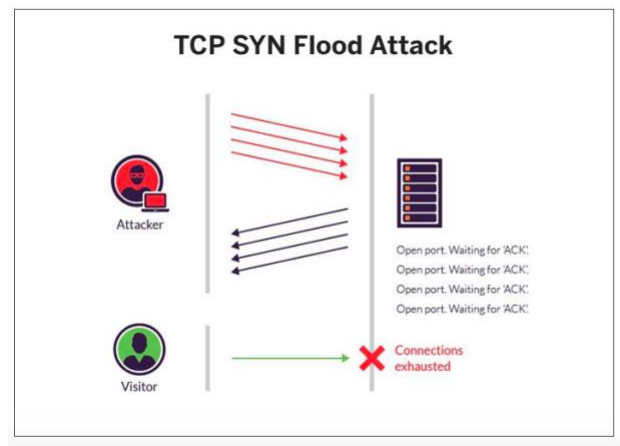 TCP SYN Flood Attack
Attacker
Open port. Waiting for 'ACK'.
Open port. Waiting for 'ACK'.
Open port. Waiting for 'ACK'.
Open port. Waiting for 'ACK'.
Connections
exhausted
Visitor